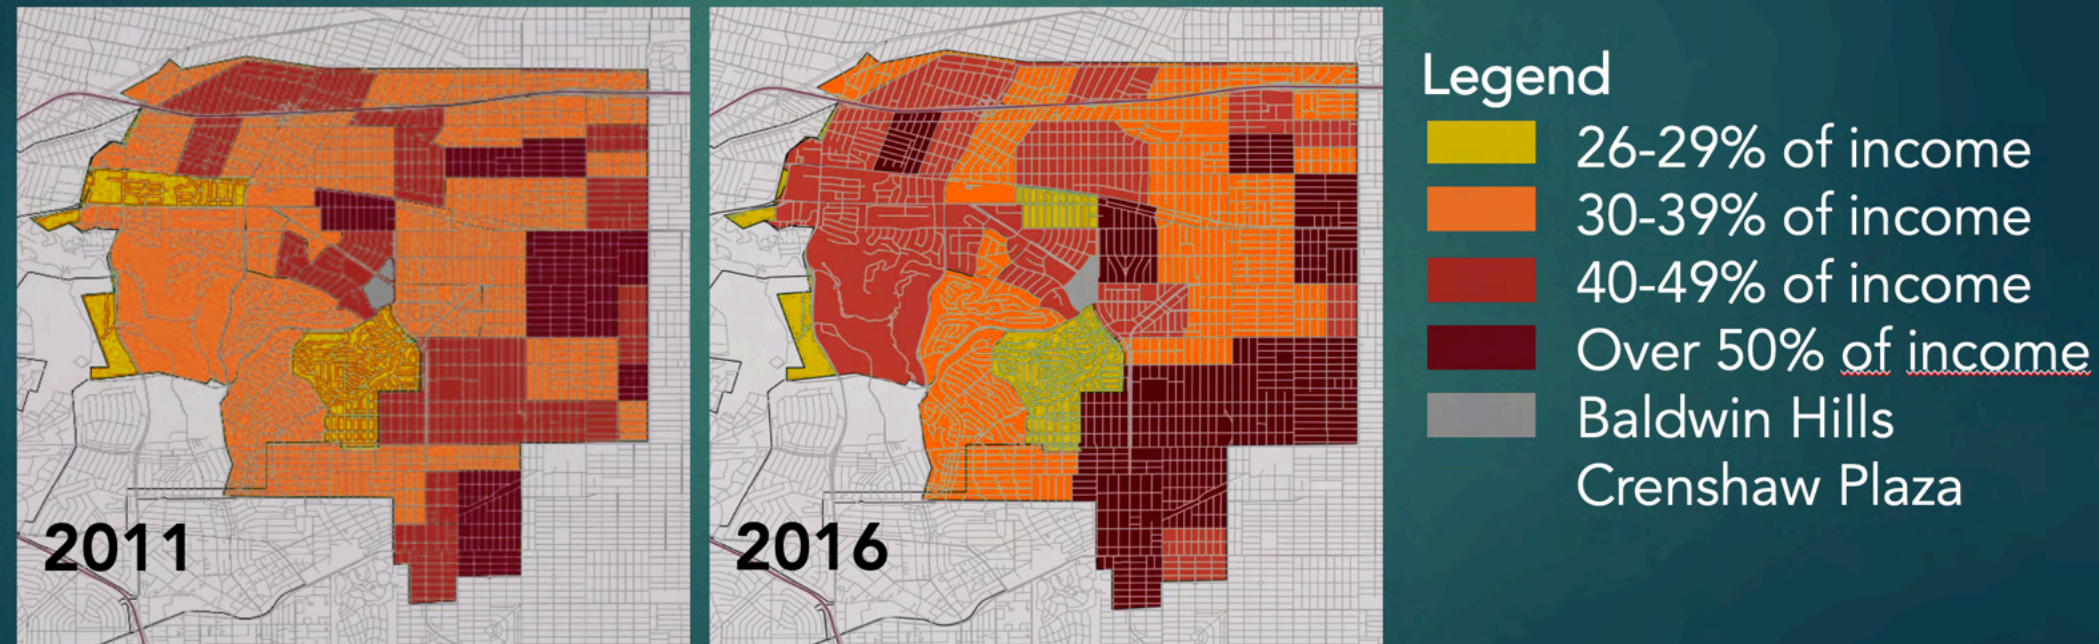 2011
2016
Legend
26-29% of income
30-39% of income
40-49% of income
Over 50% of income
Baldwin Hills
Crenshaw Plaza